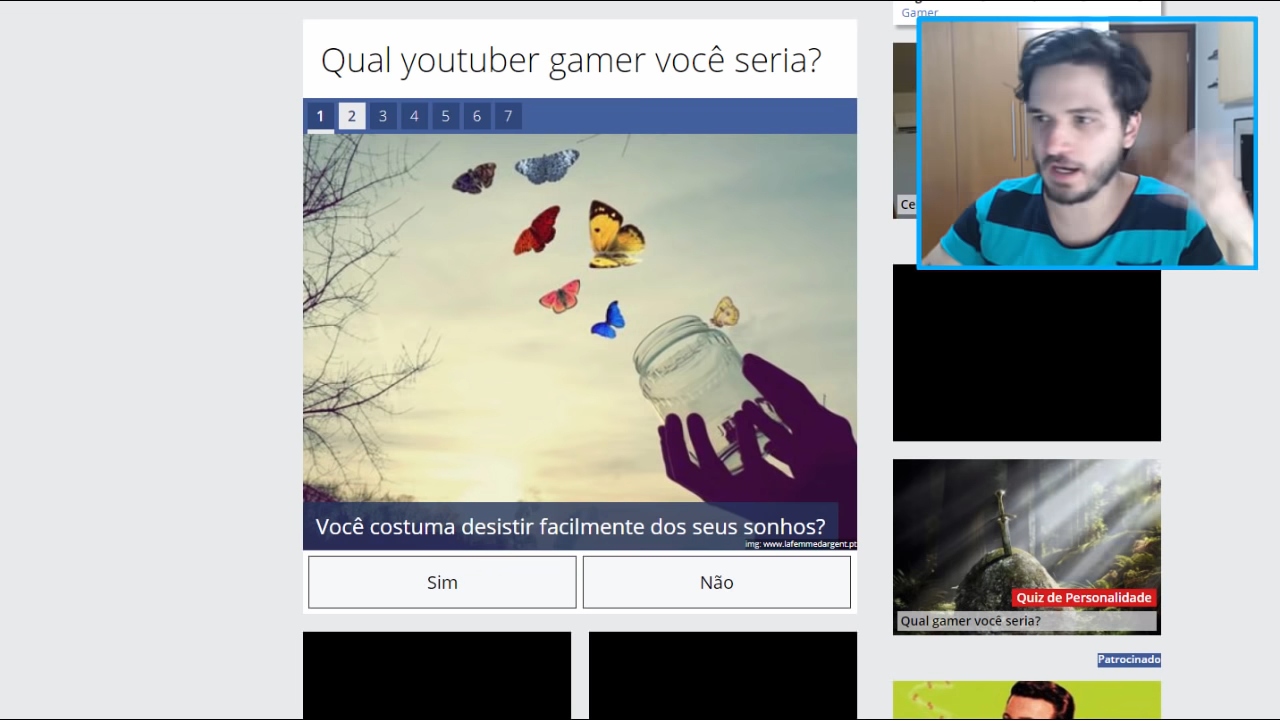 Qual youtuber gamer você seria?
1 2 3 4 5 6 7
Você costuma desistir facilmente dos seus sonhos?
img: www.lafemmedargent.pt
Sim
Não
Gamer
Ce
Quiz de Personalidade
Qual gamer você seria?
Patrocinado